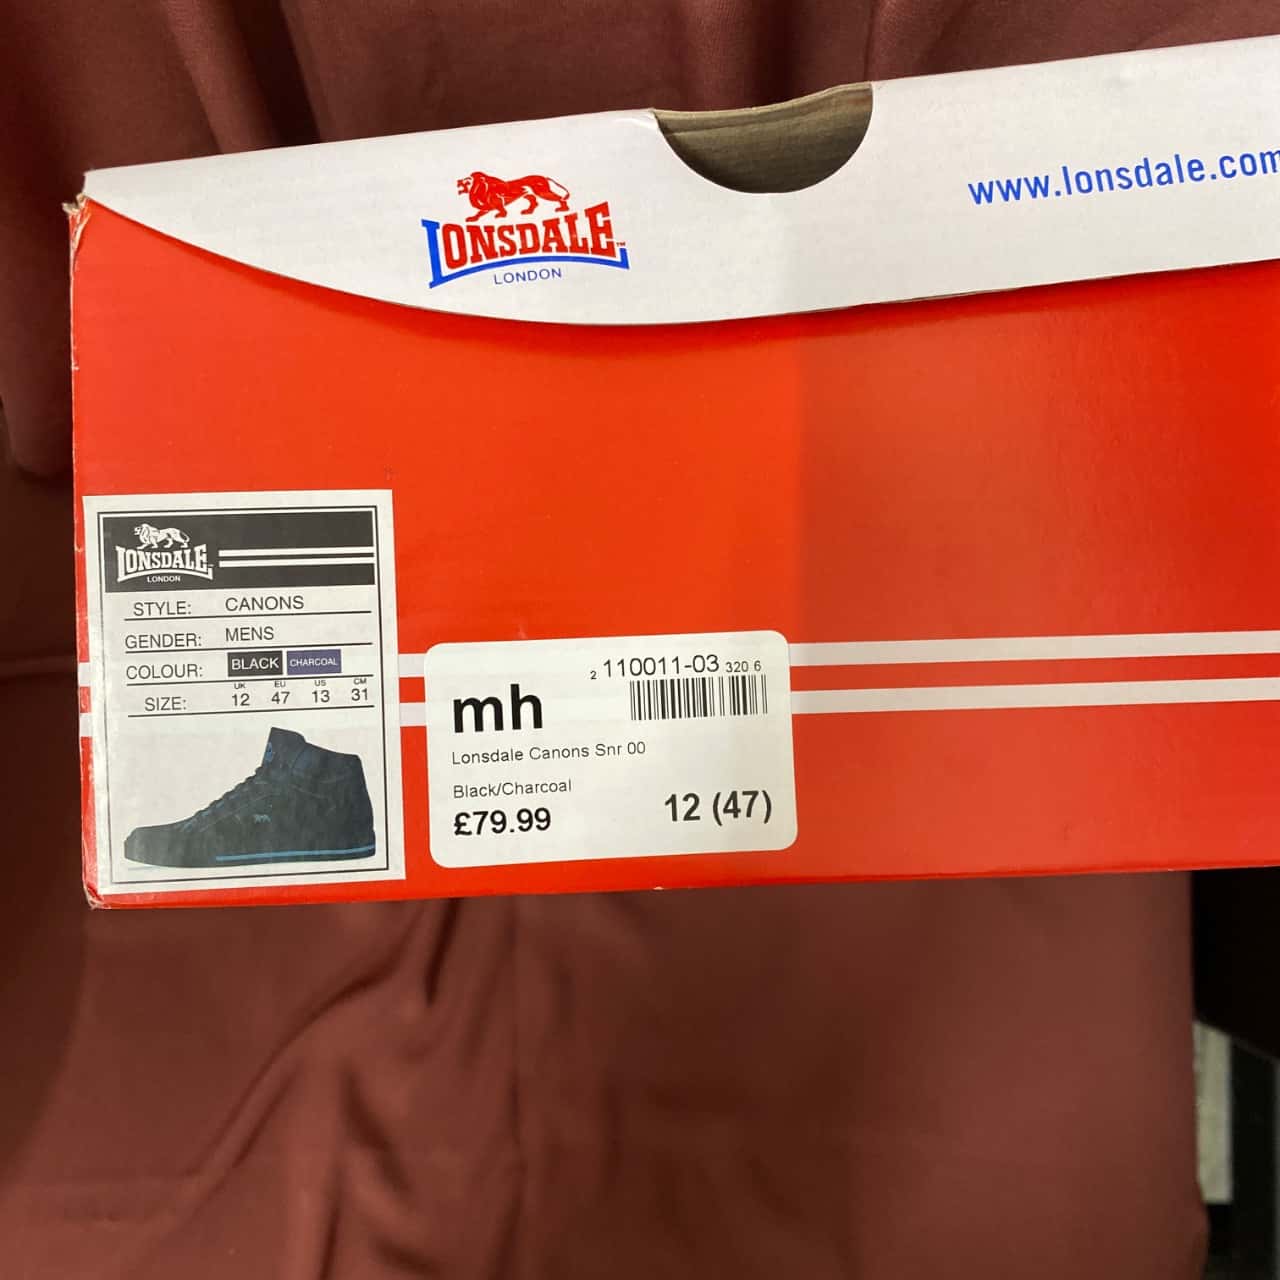 LONSDALE™
LONDON
www.lonsdale.com
LONSDALE
LONDON
STYLE: CANONS
GENDER: MENS
COLOUR: BLACK CHARCOAL
UK EU US CM
SIZE: 12 47 13 31
2 110011-03 320 6
mh
Lonsdale Canons Snr 00
Black/Charcoal
£79.99 12 (47)